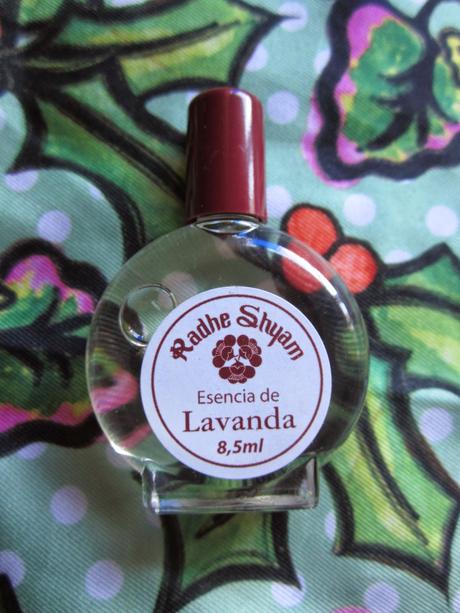 Radhe Shyam
Esencia de
Lavanda
8,5ml